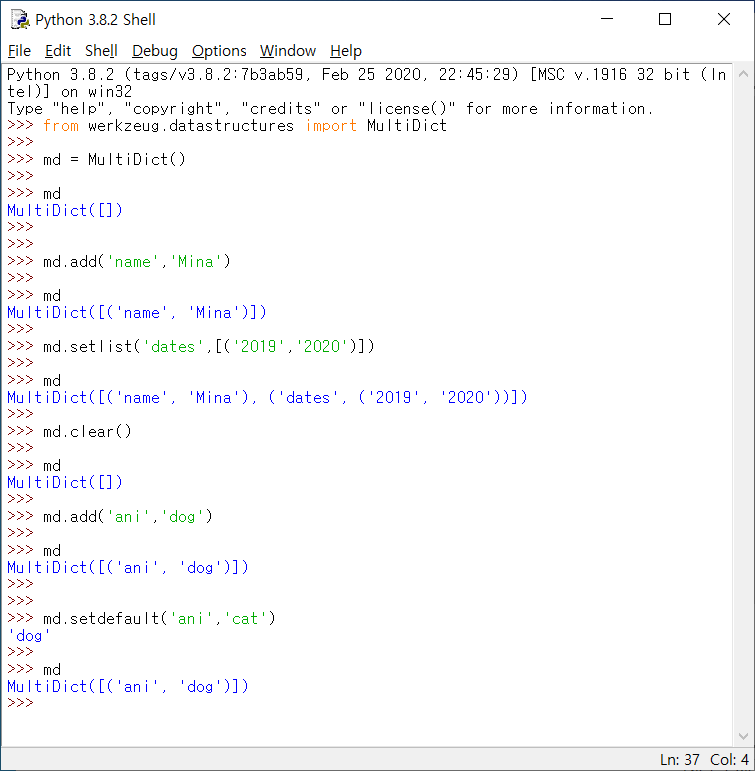 Python 3.8.2 Shell
File Edit Shell Debug Options Window Help
Python 3.8.2 (tags/v3.8.2:7b3ab59, Feb 25 2020, 22:45:29) [MSC v.1916 32 bit (In
tel)] on win32
Type "help", "copyright", "credits" or "license()" for more information.
>>> from werkzeug.datastructures import MultiDict
>>>
>>> md = MultiDict()
>>>
>>> md
MultiDict([])
>>>
>>>
>>> md.add('name','Mina')
>>>
>>> md
MultiDict([('name', 'Mina')])
>>>
>>> md.setlist('dates',[('2019','2020')])
>>>
>>> md
MultiDict([('name', 'Mina'), ('dates', ('2019', '2020'))])
>>>
>>> md.clear()
>>>
>>> md
MultiDict([])
>>>
>>> md.add('ani','dog')
>>>
>>> md
MultiDict([('ani', 'dog')])
>>>
>>>
>>> md.setdefault('ani','cat')
'dog'
>>>
>>> md
MultiDict([('ani', 'dog')])
>>>
Ln: 37 Col: 4